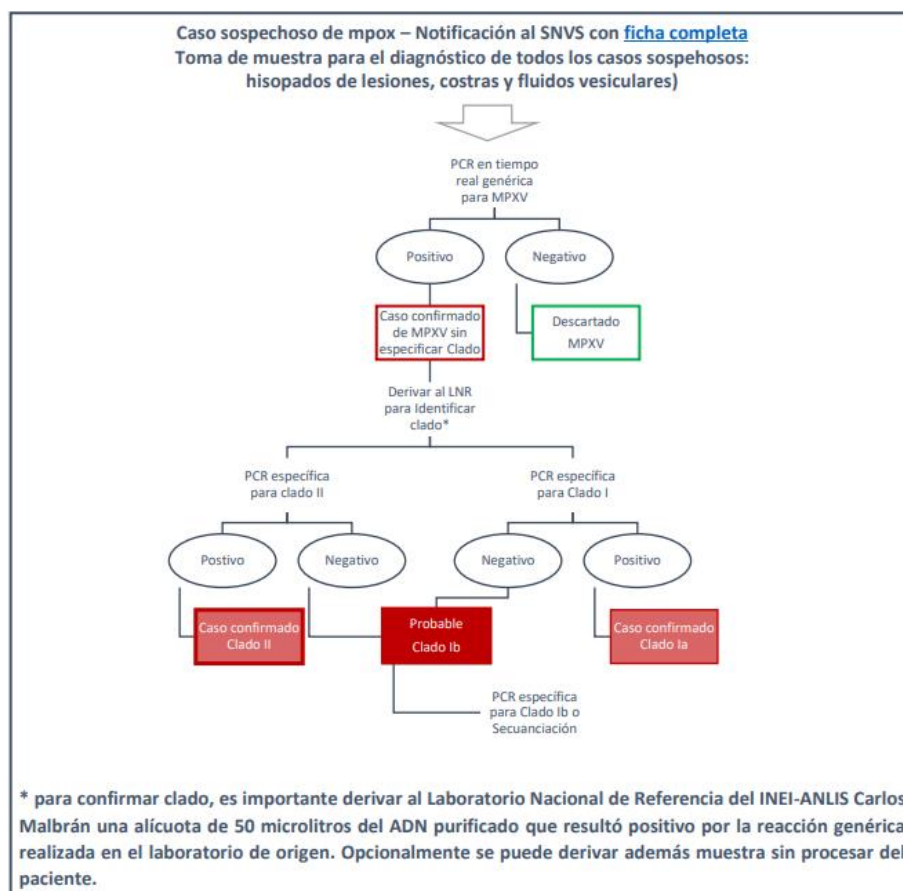 Caso sospechoso de mpox – Notificación al SNVS con ficha completa
Toma de muestra para el diagnóstico de todos los casos sospehosos:
hisopados de lesiones, costras y fluidos vesiculares)
PCR en tiempo
real genérica
para MPXV
Positivo
Negativo
Caso confirmado
de MPXV sin
especificar Clado
Descartado
MPXV
Derivar al LNR
para Identificar
clado*
PCR específica
para clado II
PCR específica
para Clado I
Postivo
Negativo
Negativo
Positivo
Caso confirmado
Clado II
Probable
Clado Ib
Caso confirmado
Clado Ia
PCR específica
para Clado Ib o
Secuanciación
* para confirmar clado, es importante derivar al Laboratorio Nacional de Referencia del INEI-ANLIS Carlos
Malbrán una alícuota de 50 microlitros del ADN purificado que resultó positivo por la reacción genérica
realizada en el laboratorio de origen. Opcionalmente se puede derivar además muestra sin procesar del
paciente.